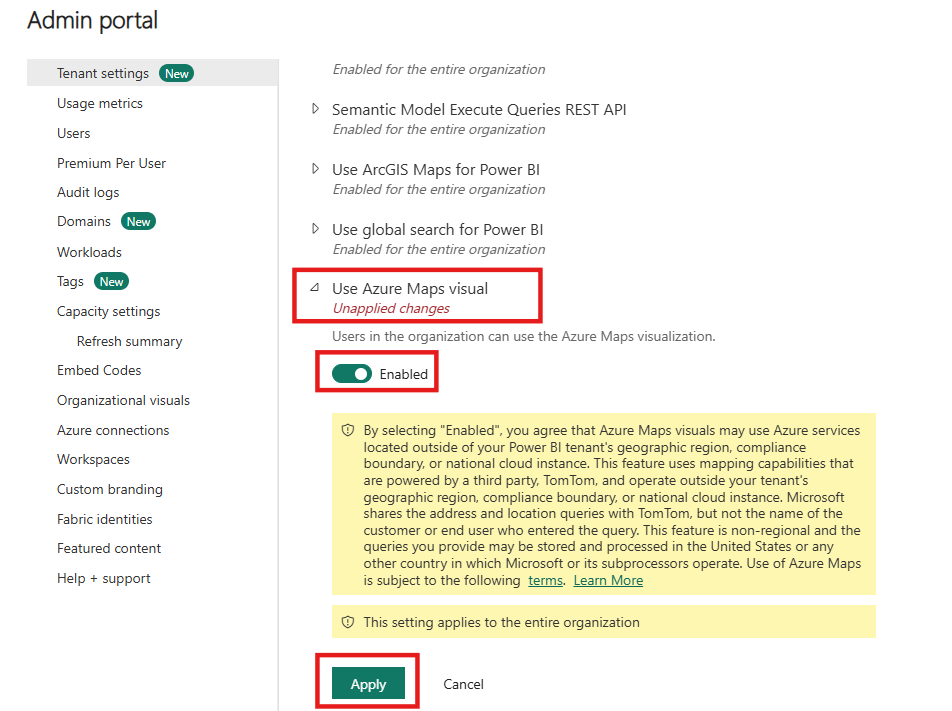 Admin portal
Tenant settings New
Usage metrics
Users
Premium Per User
Audit logs
Domains New
Workloads
Tags New
Capacity settings
Refresh summary
Embed Codes
Organizational visuals
Azure connections
Workspaces
Custom branding
Fabric identities
Featured content
Help + support
Enabled for the entire organization
Semantic Model Execute Queries REST API
Enabled for the entire organization
Use ArcGIS Maps for Power BI
Enabled for the entire organization
Use global search for Power BI
Enabled for the entire organization
Use Azure Maps visual
Unapplied changes
Users in the organization can use the Azure Maps visualization.
Enabled
By selecting "Enabled", you agree that Azure Maps visuals may use Azure services
located outside of your Power BI tenant's geographic region, compliance
boundary, or national cloud instance. This feature uses mapping capabilities that
are powered by a third party, TomTom, and operate outside your tenant's
geographic region, compliance boundary, or national cloud instance. Microsoft
shares the address and location queries with TomTom, but not the name of the
customer or end user who entered the query. This feature is non-regional and the
queries you provide may be stored and processed in the United States or any
other country in which Microsoft or its subprocessors operate. Use of Azure Maps
is subject to the following terms. Learn More
This setting applies to the entire organization
Apply Cancel